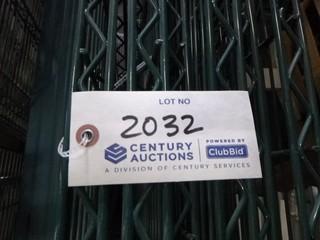 LOT NO
2032
CENTURY AUCTIONS
POWERED BY
ClubBid
A DIVISION OF CENTURY SERVICES